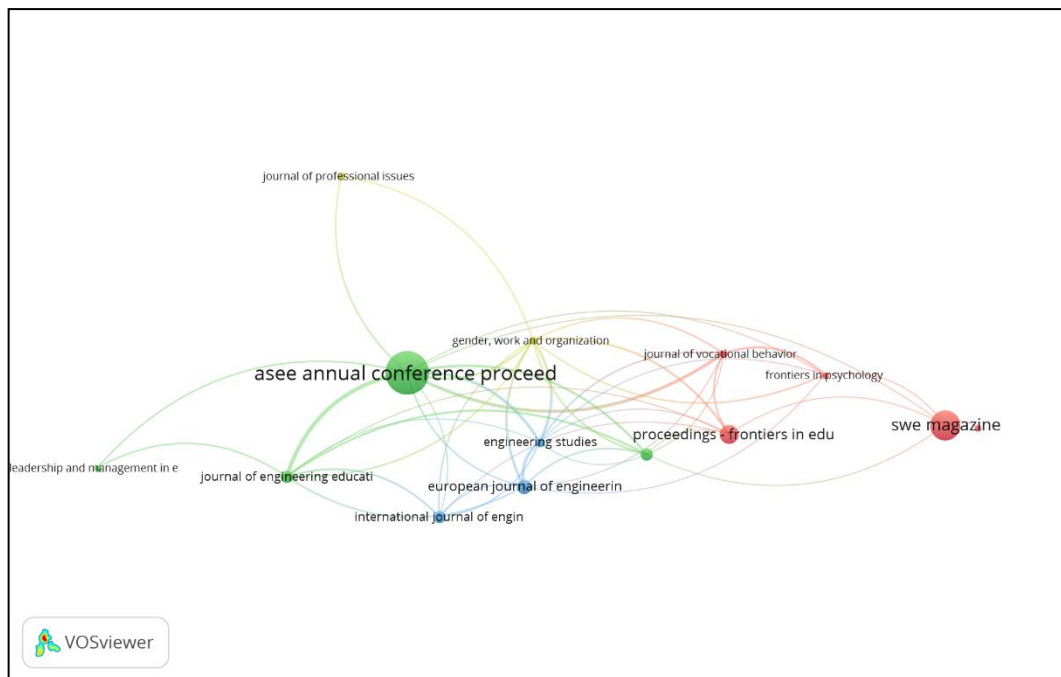 journal of professional issues
gender, work and organization
journal of vocational behavior
asee annual conference proceed
frontiers in psychology
swe magazine
proceedings - frontiers in edu
engineering studies
leadership and management in e
journal of engineering educati
european journal of engineerin
international journal of engin
VOSviewer